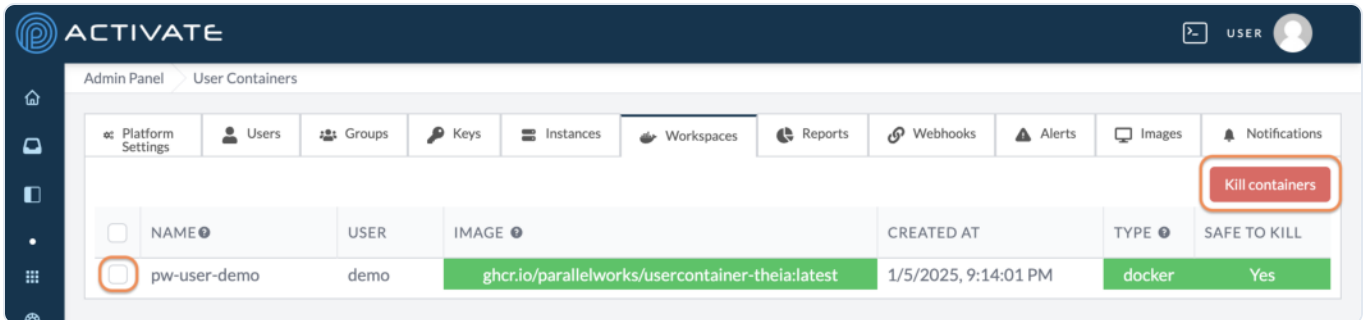 ACTIVATE
USER
Admin Panel User Containers
Platform Settings Users Groups Keys Instances Workspaces Reports Webhooks Alerts Images Notifications
Kill containers
NAME USER IMAGE CREATED AT TYPE SAFE TO KILL
pw-user-demo demo ghcr.io/parallelworks/usercontainer-theia:latest 1/5/2025, 9:14:01 PM docker Yes